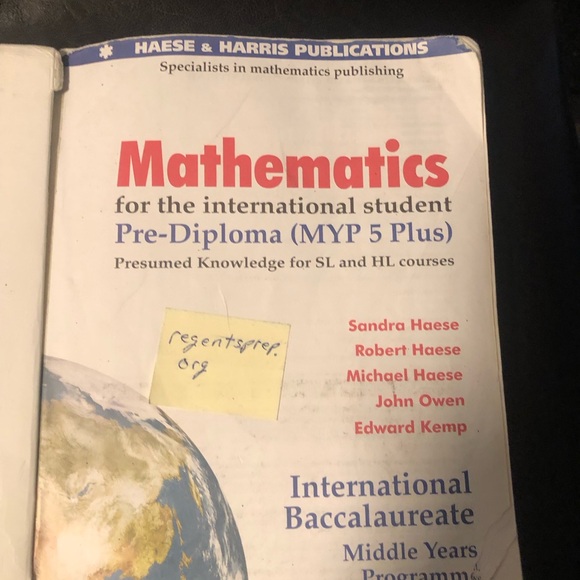 HAESE & HARRIS PUBLICATIONS
Specialists in mathematics publishing
Mathematics
for the international student
Pre-Diploma (MYP 5 Plus)
Presumed Knowledge for SL and HL courses
regentsprep.
org
Sandra Haese
Robert Haese
Michael Haese
John Owen
Edward Kemp
International
Baccalaureate
Middle Years
Programme